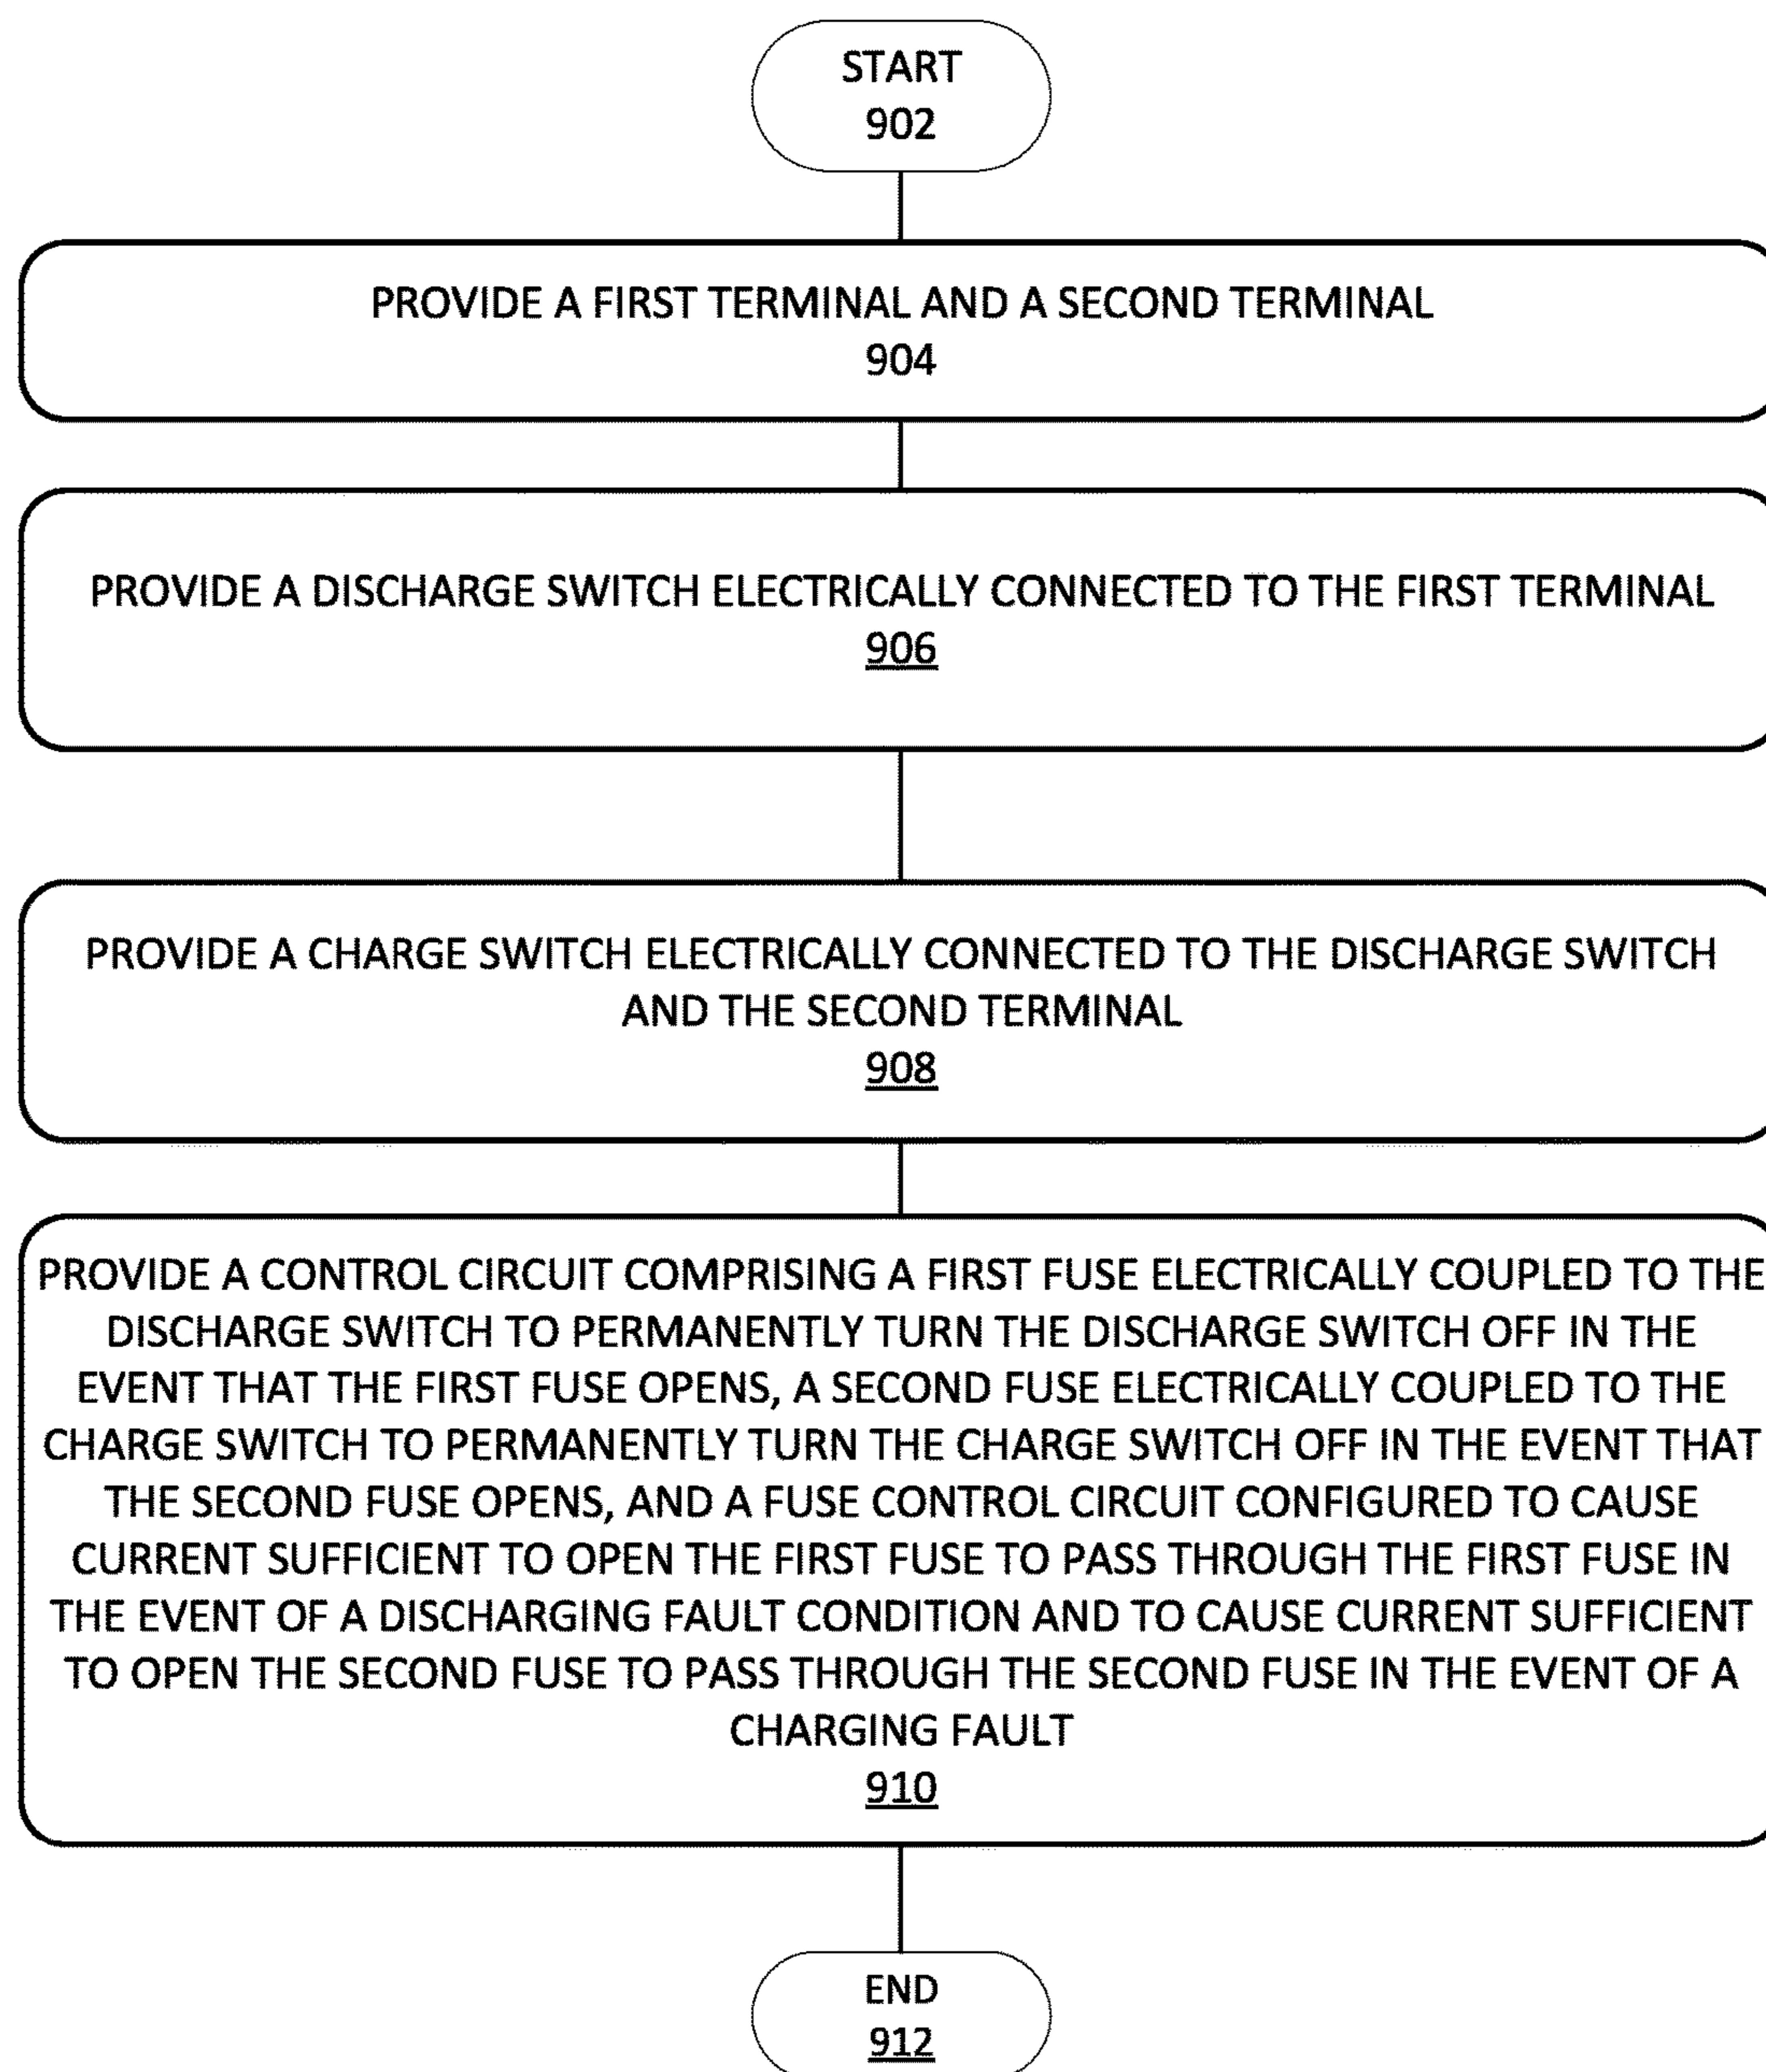 START
902
PROVIDE A FIRST TERMINAL AND A SECOND TERMINAL
904
PROVIDE A DISCHARGE SWITCH ELECTRICALLY CONNECTED TO THE FIRST TERMINAL
906
PROVIDE A CHARGE SWITCH ELECTRICALLY CONNECTED TO THE DISCHARGE SWITCH
AND THE SECOND TERMINAL
908
PROVIDE A CONTROL CIRCUIT COMPRISING A FIRST FUSE ELECTRICALLY COUPLED TO THE
DISCHARGE SWITCH TO PERMANENTLY TURN THE DISCHARGE SWITCH OFF IN THE
EVENT THAT THE FIRST FUSE OPENS, A SECOND FUSE ELECTRICALLY COUPLED TO THE
CHARGE SWITCH TO PERMANENTLY TURN THE CHARGE SWITCH OFF IN THE EVENT THAT
THE SECOND FUSE OPENS, AND A FUSE CONTROL CIRCUIT CONFIGURED TO CAUSE
CURRENT SUFFICIENT TO OPEN THE FIRST FUSE TO PASS THROUGH THE FIRST FUSE IN
THE EVENT OF A DISCHARGING FAULT CONDITION AND TO CAUSE CURRENT SUFFICIENT
TO OPEN THE SECOND FUSE TO PASS THROUGH THE SECOND FUSE IN THE EVENT OF A
CHARGING FAULT
910
END
912